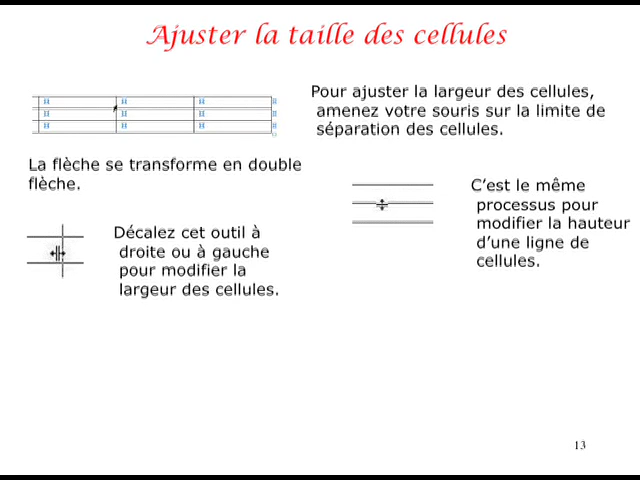 Ajuster la taille des cellules
Pour ajuster la largeur des cellules,
amenez votre souris sur la limite de
séparation des cellules.
La flèche se transforme en double
flèche.
C’est le même
processus pour
modifier la hauteur
d’une ligne de
cellules.
Décalez cet outil à
droite ou à gauche
pour modifier la
largeur des cellules.
13